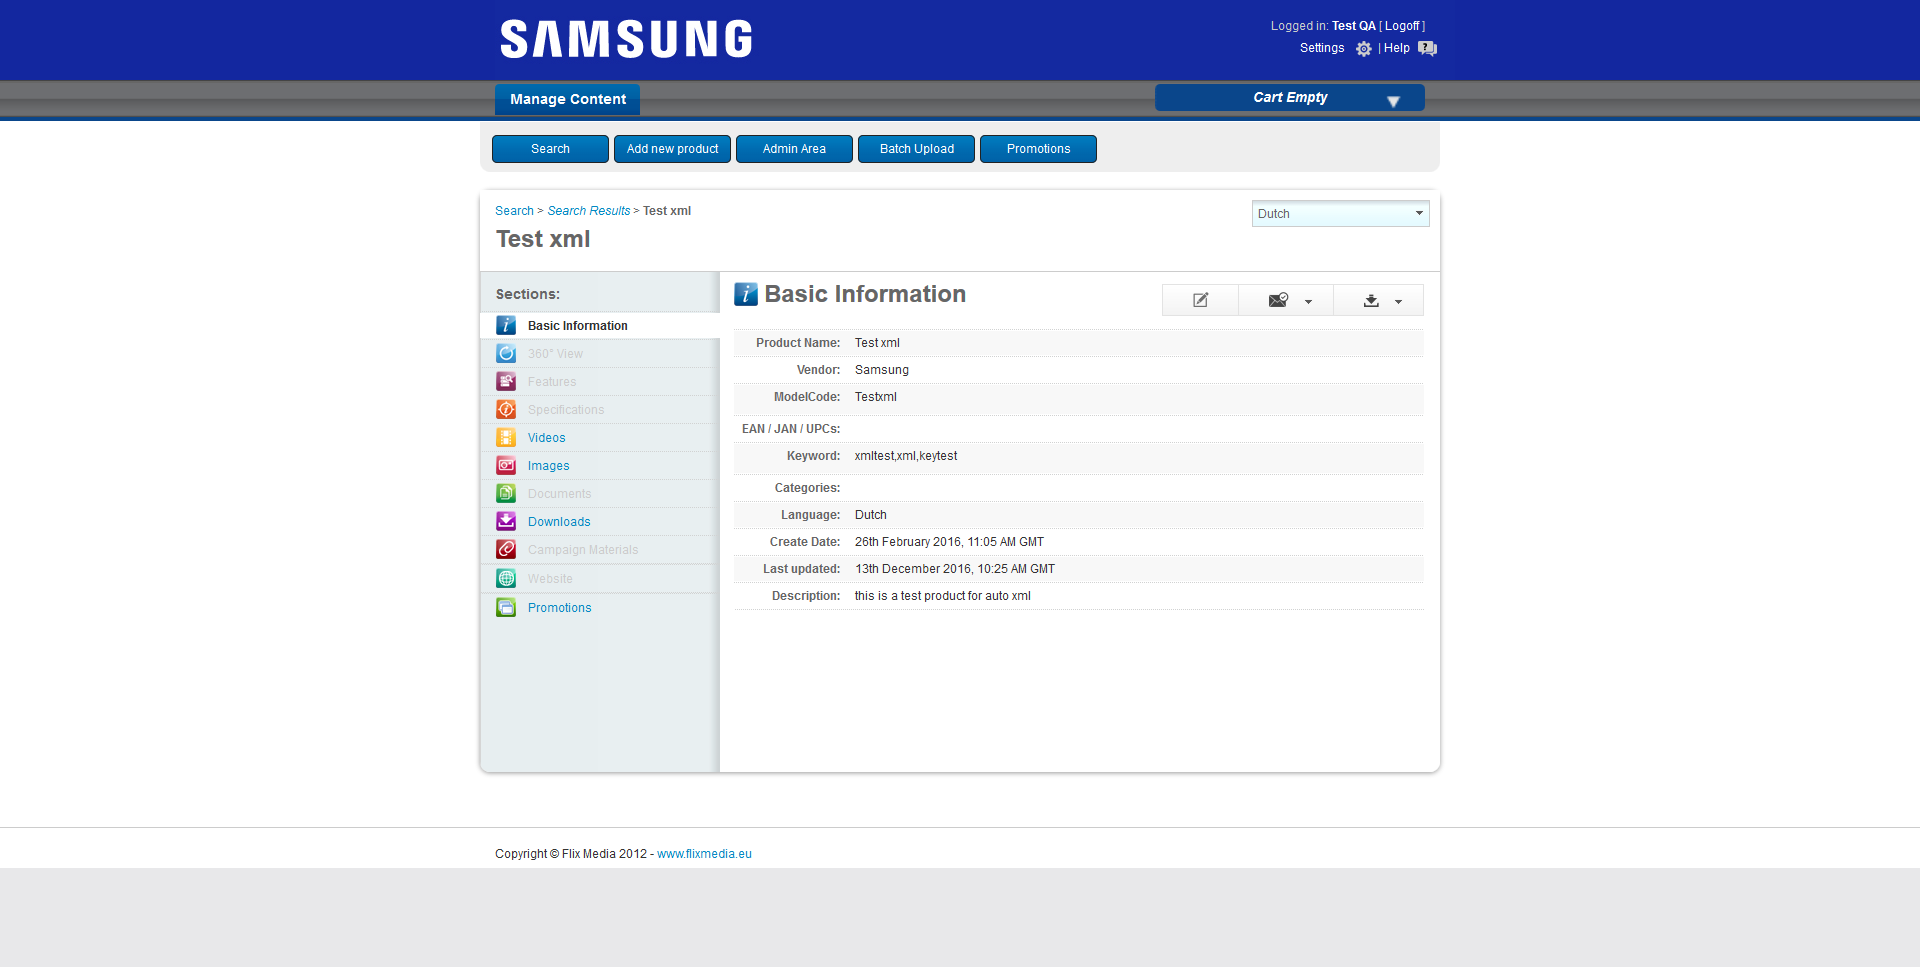 SAMSUNG
Logged in: Test QA [ Logoff ]
Settings | Help
Manage Content
Cart Empty
Search
Add new product
Admin Area
Batch Upload
Promotions
Search > Search Results > Test xml
Dutch
Test xml
Sections:
Basic Information
360° View
Features
Specifications
Videos
Images
Documents
Downloads
Campaign Materials
Website
Promotions
Basic Information
Product Name: Test xml
Vendor: Samsung
ModelCode: Testxml
EAN / JAN / UPCs:
Keyword: xmltest,xml,keytest
Categories:
Language: Dutch
Create Date: 26th February 2016, 11:05 AM GMT
Last updated: 13th December 2016, 10:25 AM GMT
Description: this is a test product for auto xml
Copyright © Flix Media 2012 - www.flixmedia.eu